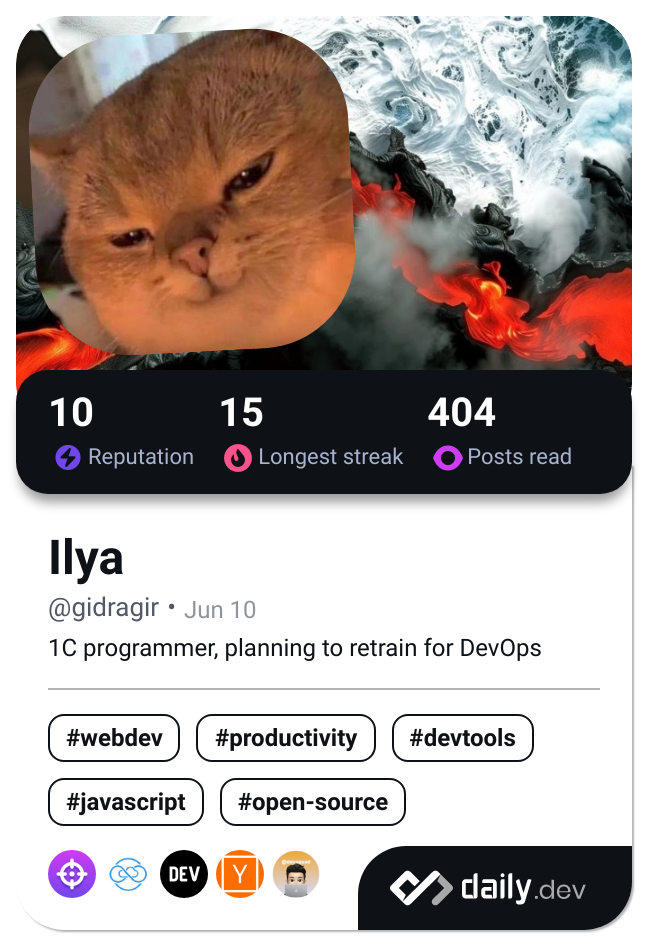 10 15 404
Reputation Longest streak Posts read
Ilya
@gidragir • Jun 10
1C programmer, planning to retrain for DevOps
#webdev #productivity #devtools
#javascript #open-source
DEV Y daily.dev